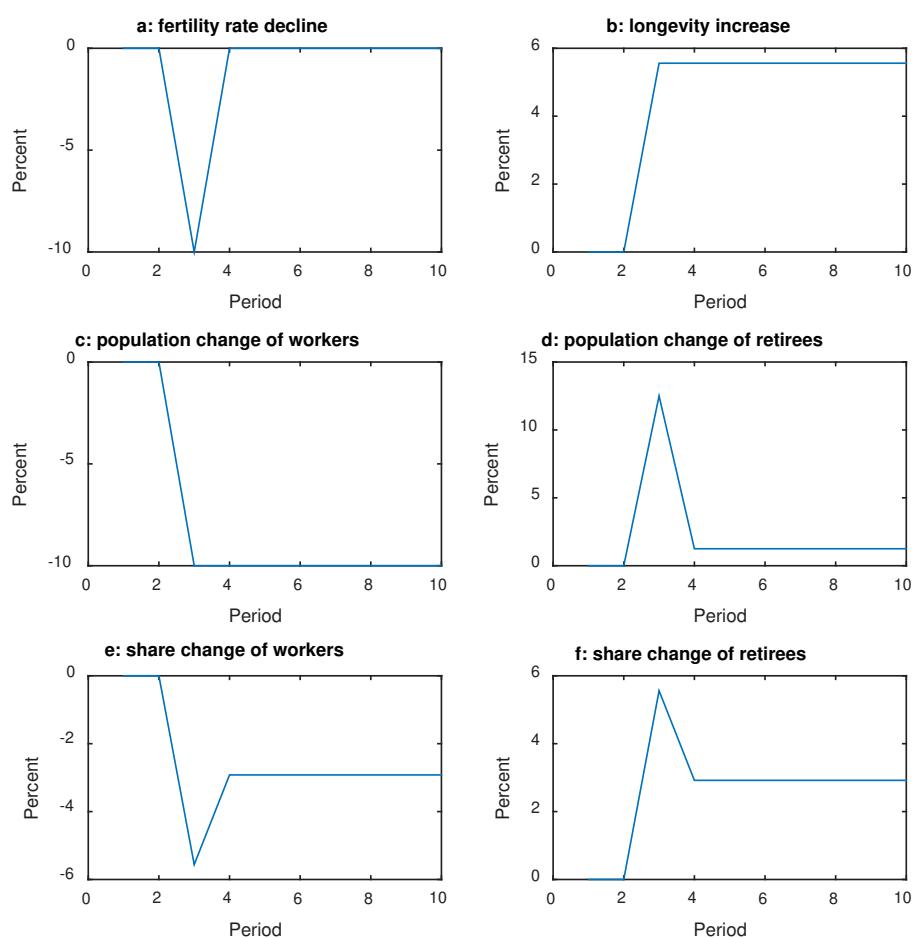 a: fertility rate decline
0
-5
-10
Percent
0 2 4 6 8 10
Period
b: longevity increase
6
4
2
0
Percent
0 2 4 6 8 10
Period
c: population change of workers
0
-5
-10
Percent
0 2 4 6 8 10
Period
d: population change of retirees
15
10
5
0
Percent
0 2 4 6 8 10
Period
e: share change of workers
0
-2
-4
-6
Percent
0 2 4 6 8 10
Period
f: share change of retirees
6
4
2
0
Percent
0 2 4 6 8 10
Period